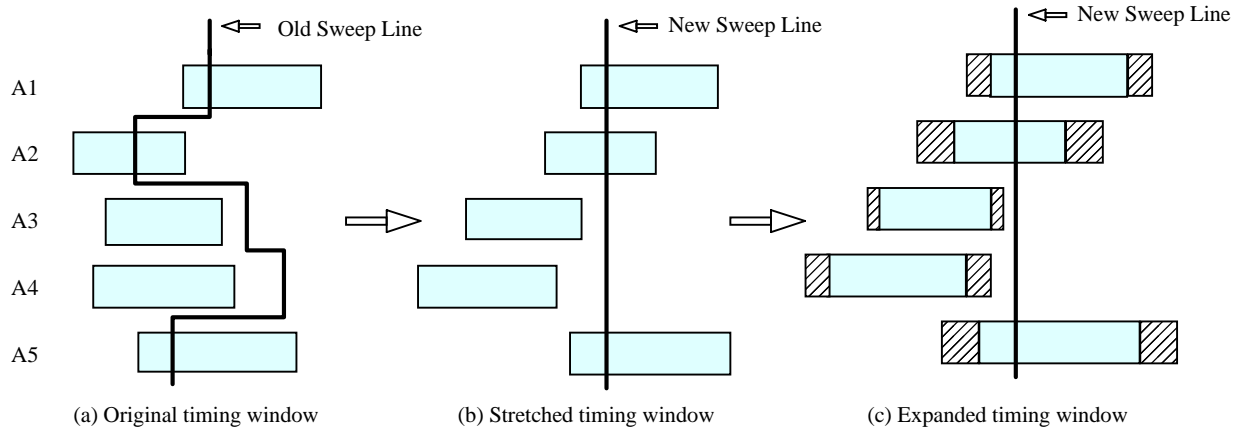 Old Sweep Line
New Sweep Line
New Sweep Line
A1
A2
A3
A4
A5
(a) Original timing window
(b) Stretched timing window
(c) Expanded timing window